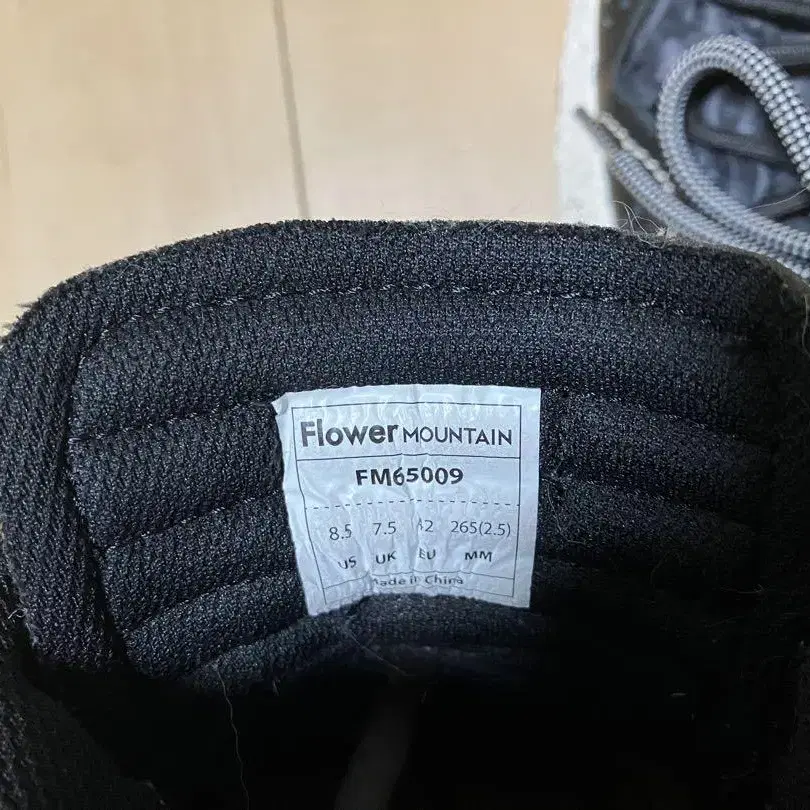 Flower MOUNTAIN
FM65009
8.5 7.5 42 265(2.5)
US UK EU MM
Made in China